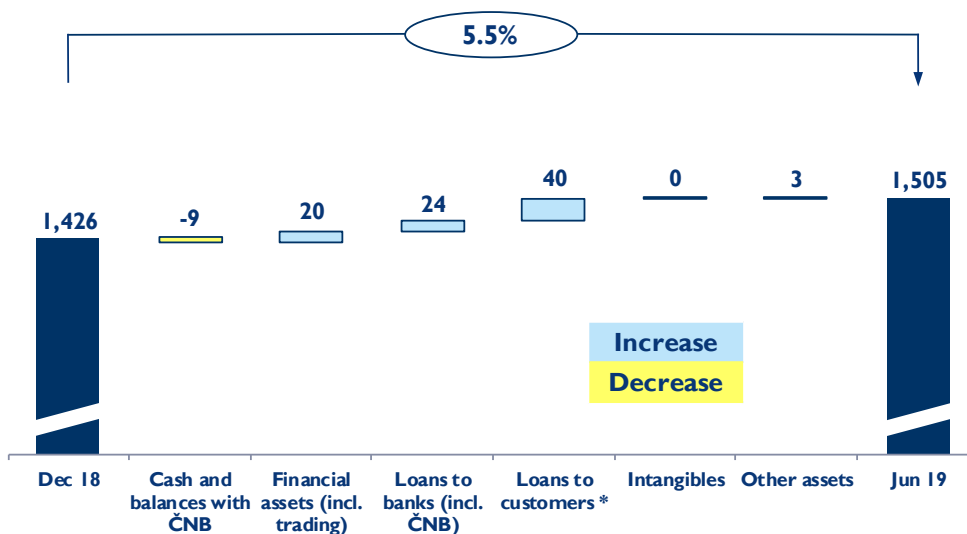 5.5%
1,426
-9
20
24
40
0
3
1,505
Increase
Decrease
Dec 18
Cash and
balances with
ČNB
Financial
assets (incl.
trading)
Loans to
banks (incl.
ČNB)
Loans to
customers *
Intangibles
Other assets
Jun 19